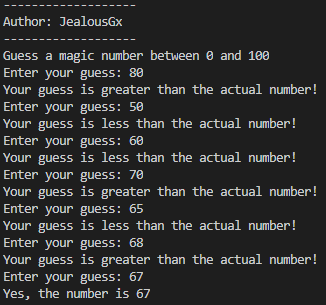 -------------------
Author: JealousGx
-------------------
Guess a magic number between 0 and 100
Enter your guess: 80
Your guess is greater than the actual number!
Enter your guess: 50
Your guess is less than the actual number!
Enter your guess: 60
Your guess is less than the actual number!
Enter your guess: 70
Your guess is greater than the actual number!
Enter your guess: 65
Your guess is less than the actual number!
Enter your guess: 68
Your guess is greater than the actual number!
Enter your guess: 67
Yes, the number is 67